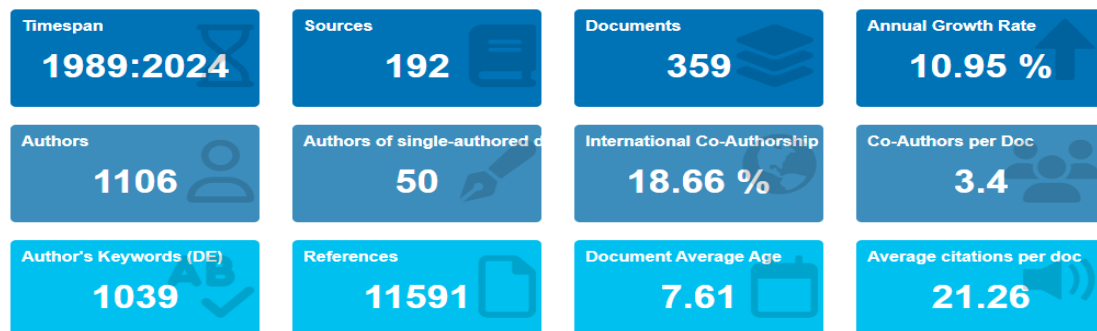 Timespan
1989:2024
Sources
192
Documents
359
Annual Growth Rate
10.95 %
Authors
1106
Authors of single-authored d
50
International Co-Authorship
18.66 %
Co-Authors per Doc
3.4
Author's Keywords (DE)
1039
AB
References
11591
Document Average Age
7.61
Average citations per doc
21.26